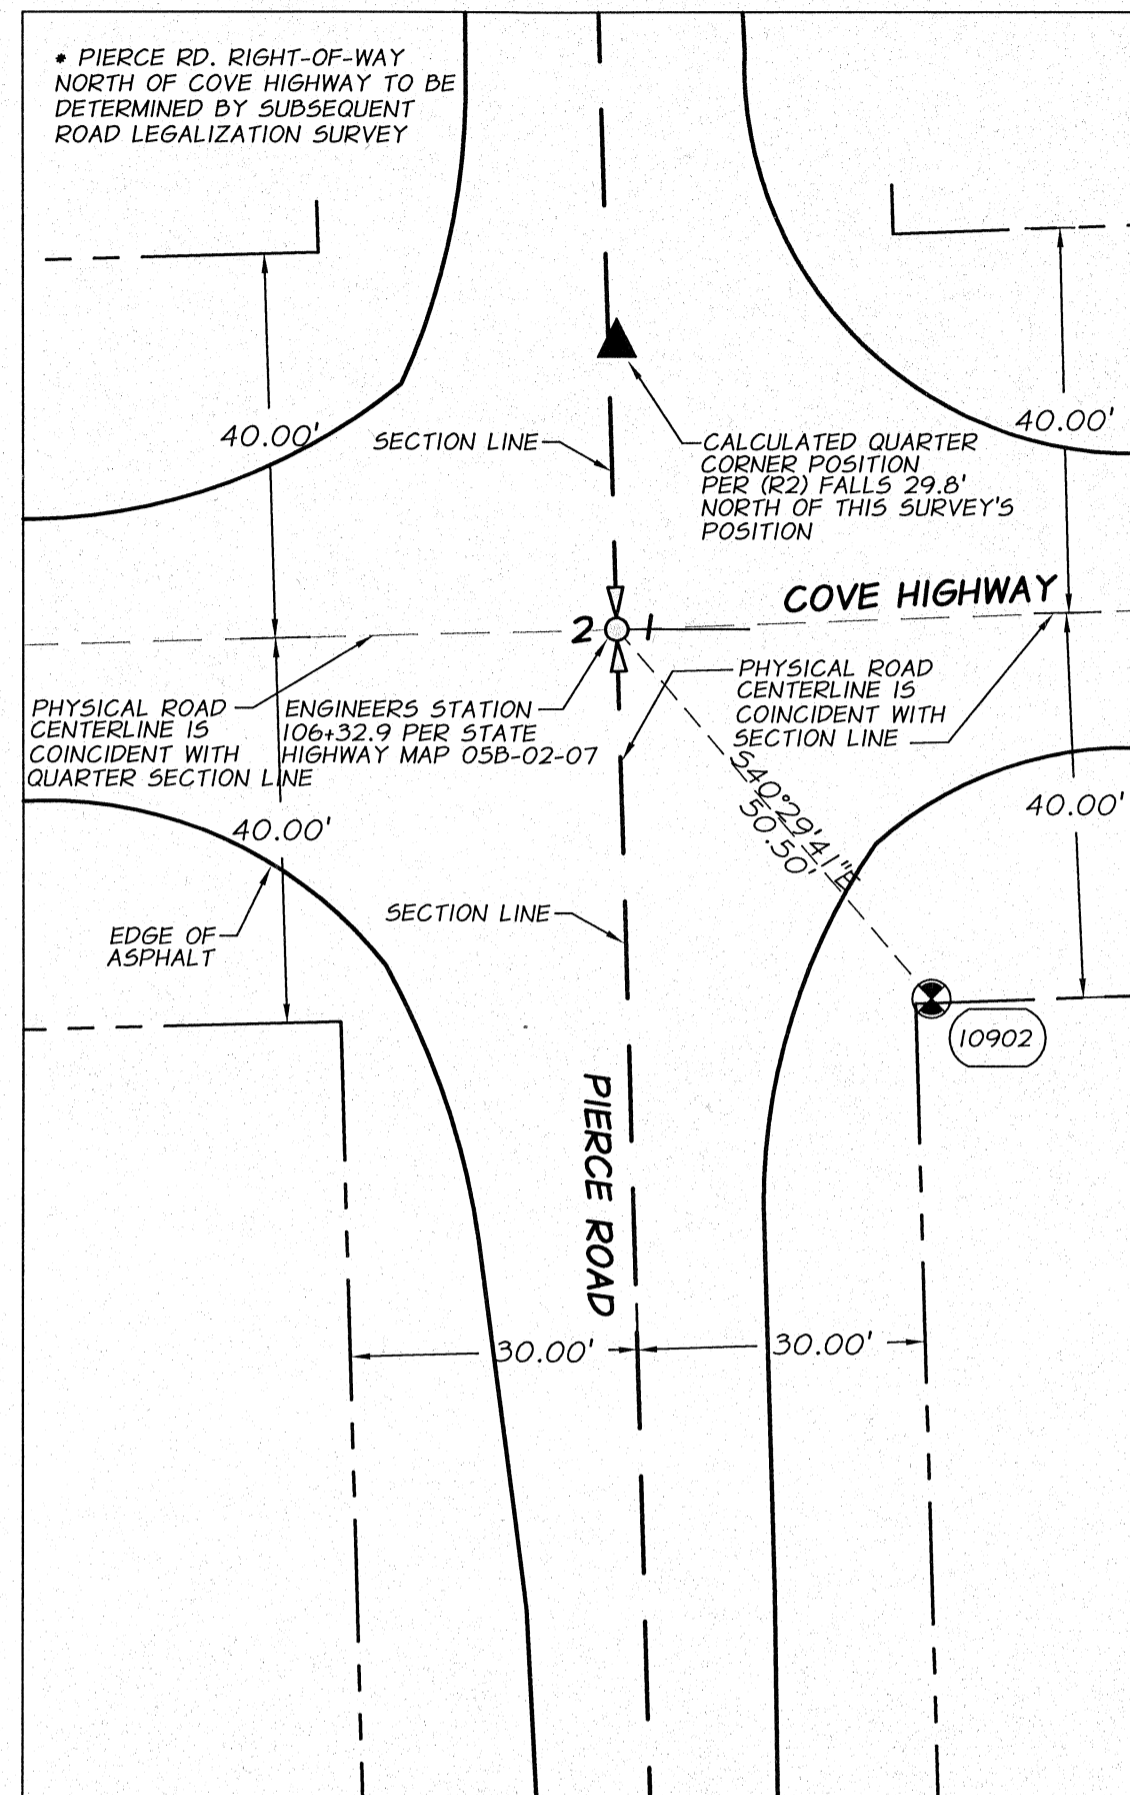 * PIERCE RD. RIGHT-OF-WAY
NORTH OF COVE HIGHWAY TO BE
DETERMINED BY SUBSEQUENT
ROAD LEGALIZATION SURVEY
40.00'
SECTION LINE
CALCULATED QUARTER
CORNER POSITION
PER (R2) FALLS 29.8'
NORTH OF THIS SURVEY'S
POSITION
40.00'
COVE HIGHWAY
2
1
PHYSICAL ROAD
CENTERLINE IS
COINCIDENT WITH
QUARTER SECTION LINE
ENGINEERS STATION
106+32.9 PER STATE
HIGHWAY MAP 05B-02-07
PHYSICAL ROAD
CENTERLINE IS
COINCIDENT WITH
SECTION LINE
S40°29'41"E
50.50'
40.00'
40.00'
EDGE OF
ASPHALT
SECTION LINE
10902
PIERCE ROAD
30.00'
30.00'